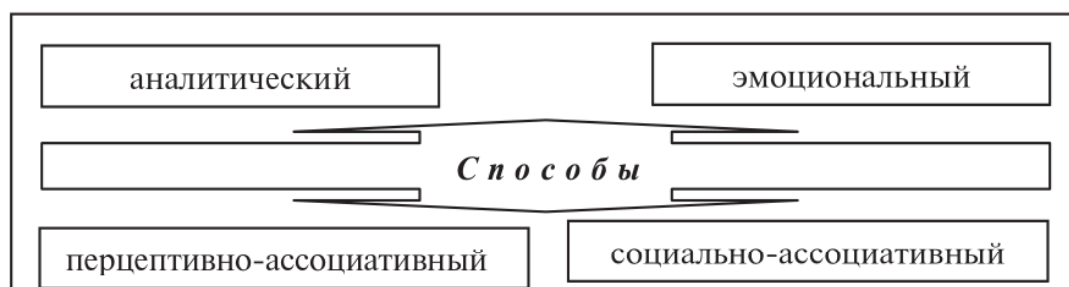 аналитический
эмоциональный
Способы
перцептивно-ассоциативный
социально-ассоциативный